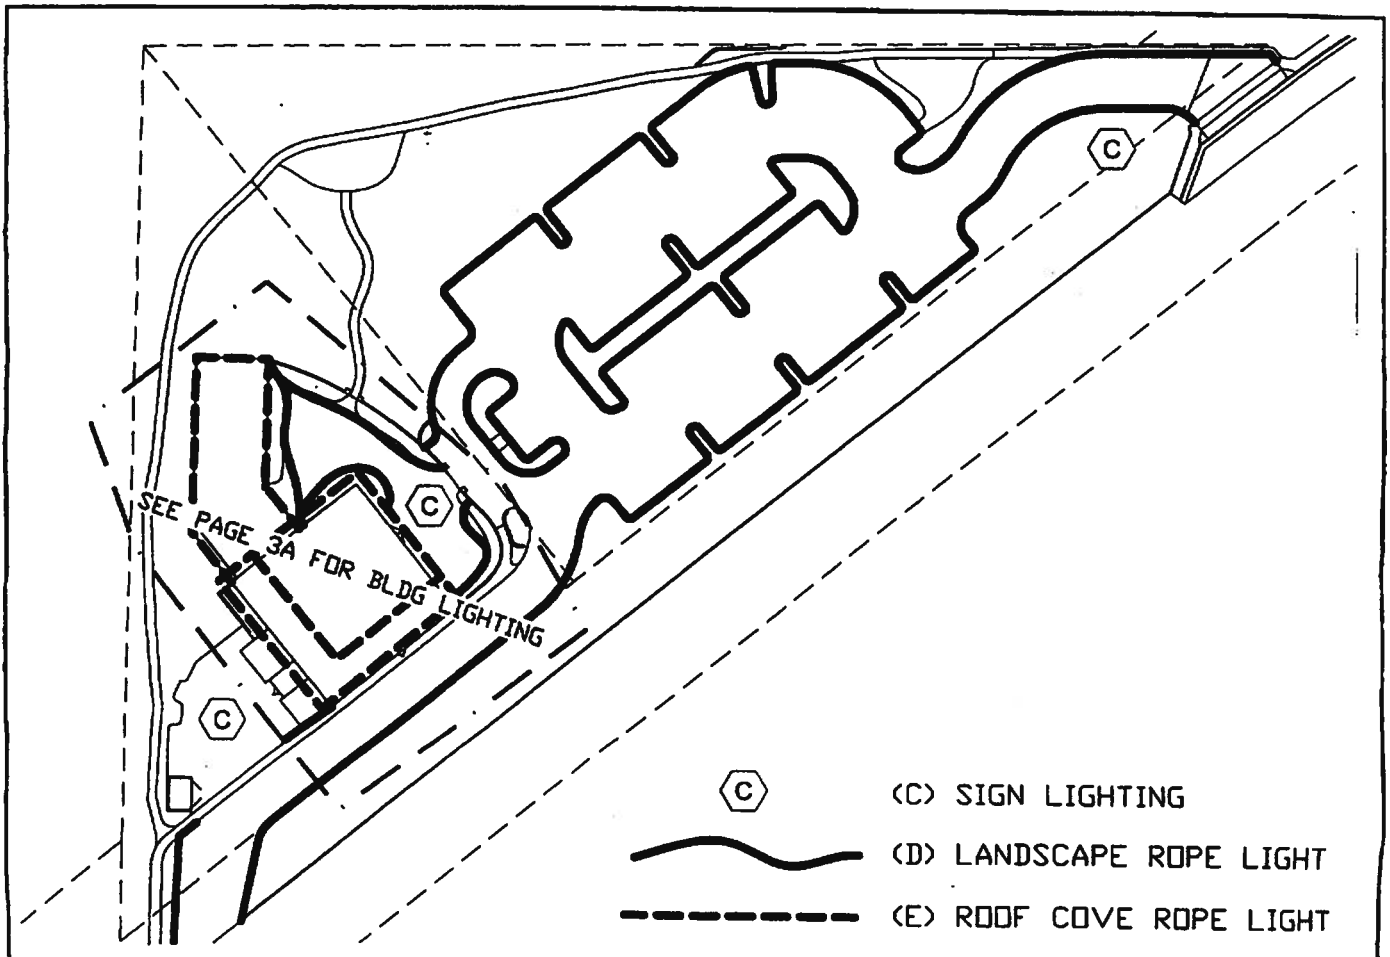 C
C
SEE PAGE 3A FOR BLDG LIGHTING
C
C (C) SIGN LIGHTING
(D) LANDSCAPE ROPE LIGHT
(E) ROOF COVE ROPE LIGHT